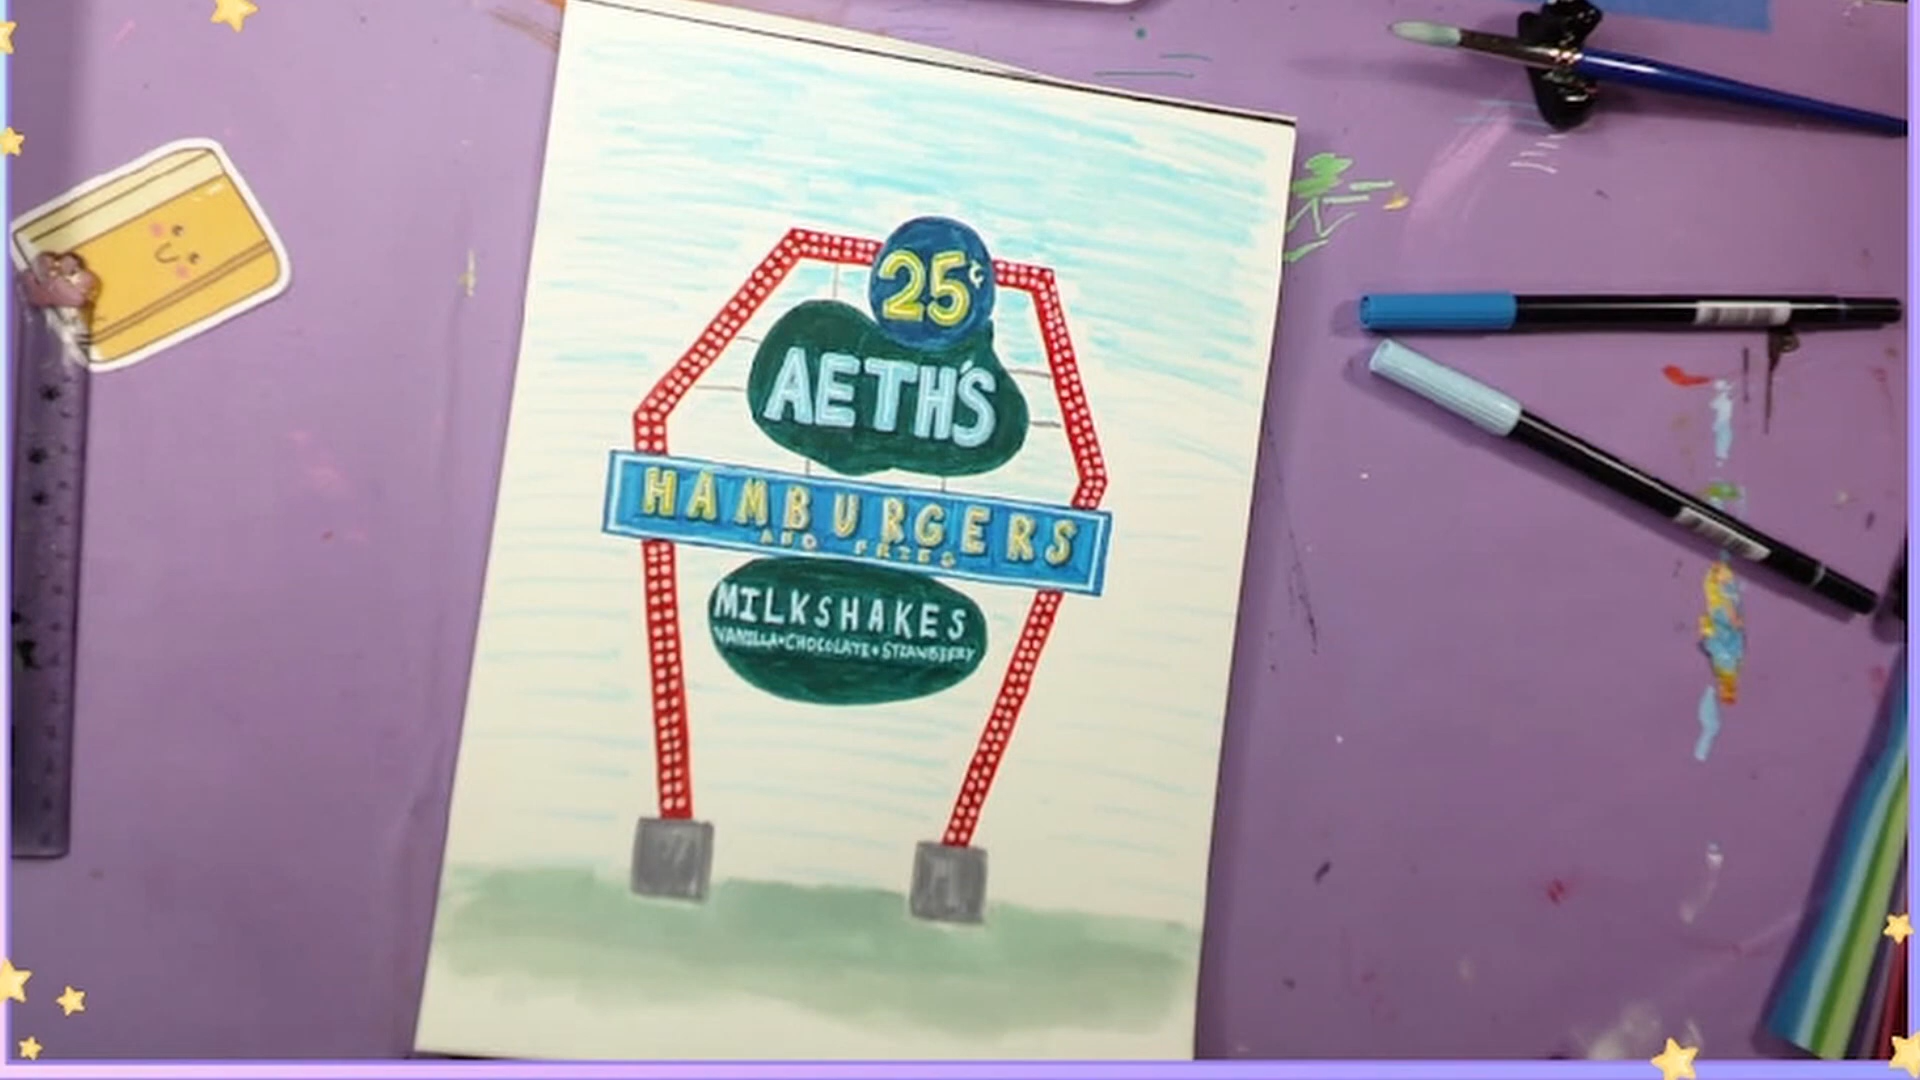 25¢
AETH'S
HAMBURGERS
AND FRIES
MILKSHAKES
VANILLA•CHOCOLATE•STRAWBERRY